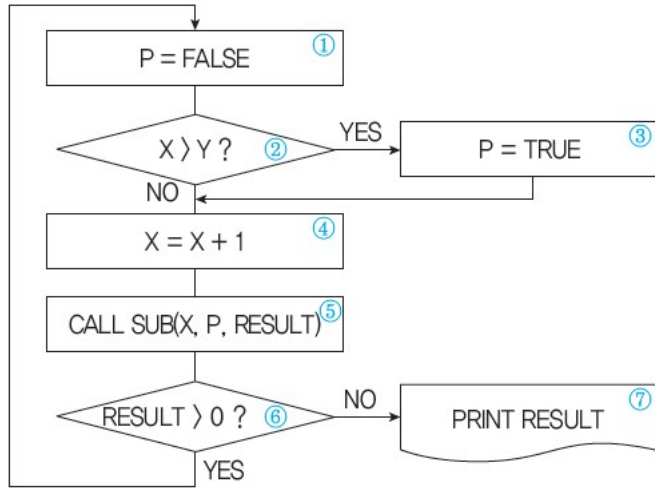 P = FALSE ①
X > Y ? ②
YES
P = TRUE ③
NO
X = X + 1 ④
CALL SUB(X, P, RESULT) ⑤
RESULT > 0 ? ⑥
NO
PRINT RESULT ⑦
YES